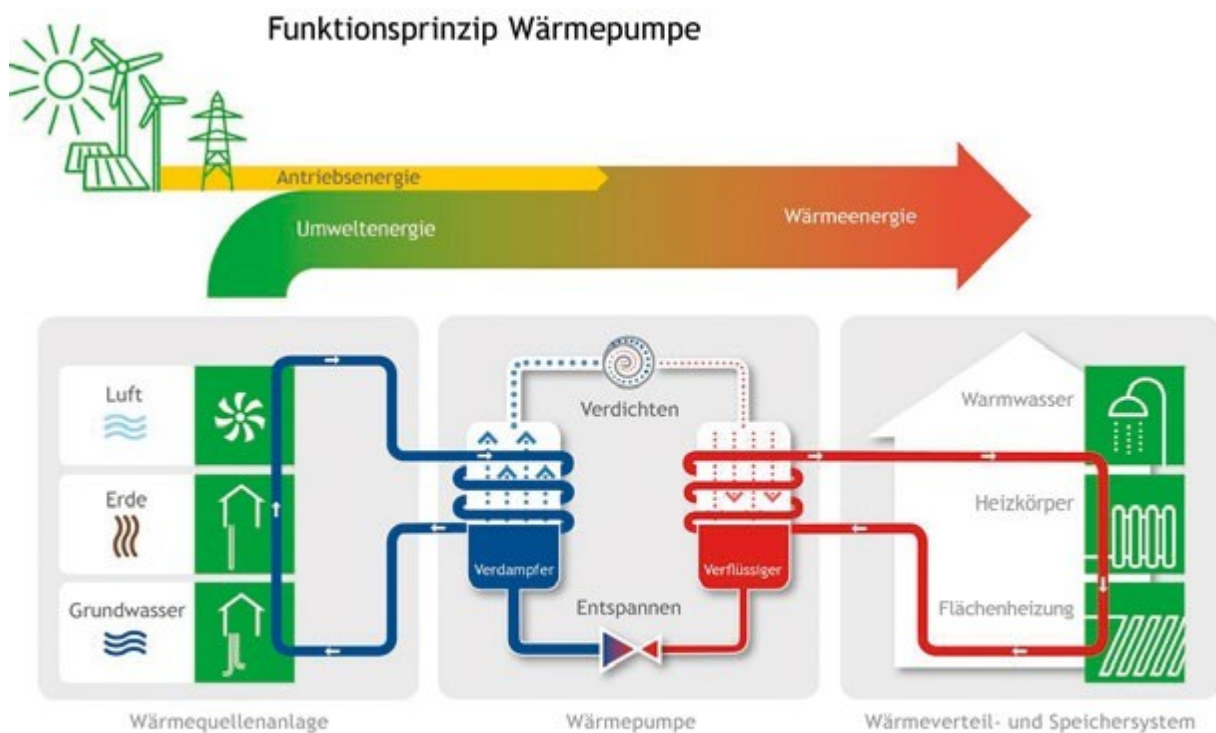 Funktionsprinzip Wärmepumpe
Antriebsenergie
Umweltenergie
Wärmeenergie
Luft
Erde
Grundwasser
Wärmequellenanlage
Verdichten
Verdampfer
Verflüssiger
Entspannen
Wärmepumpe
Warmwasser
Heizkörper
Flächenheizung
Wärmeverteil- und Speichersystem